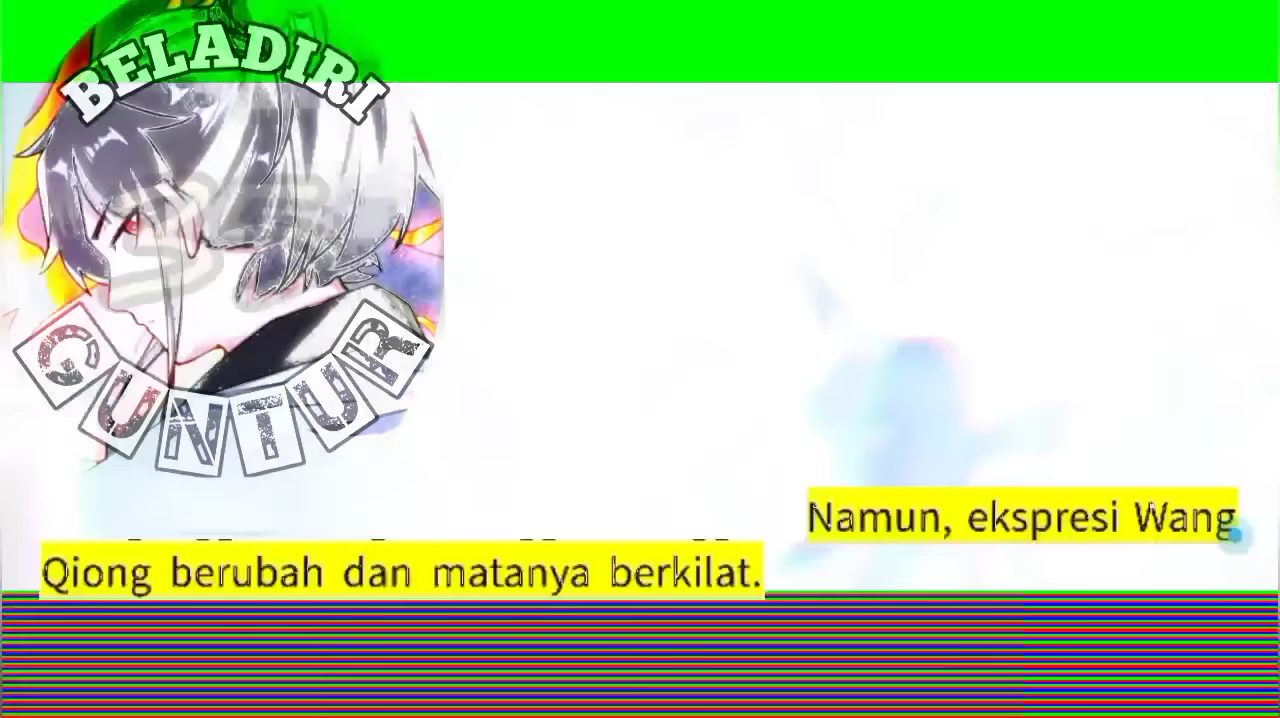 BELADIRI
GUNTUR
Namun, ekspresi Wang
Qiong berubah dan matanya berkilat.